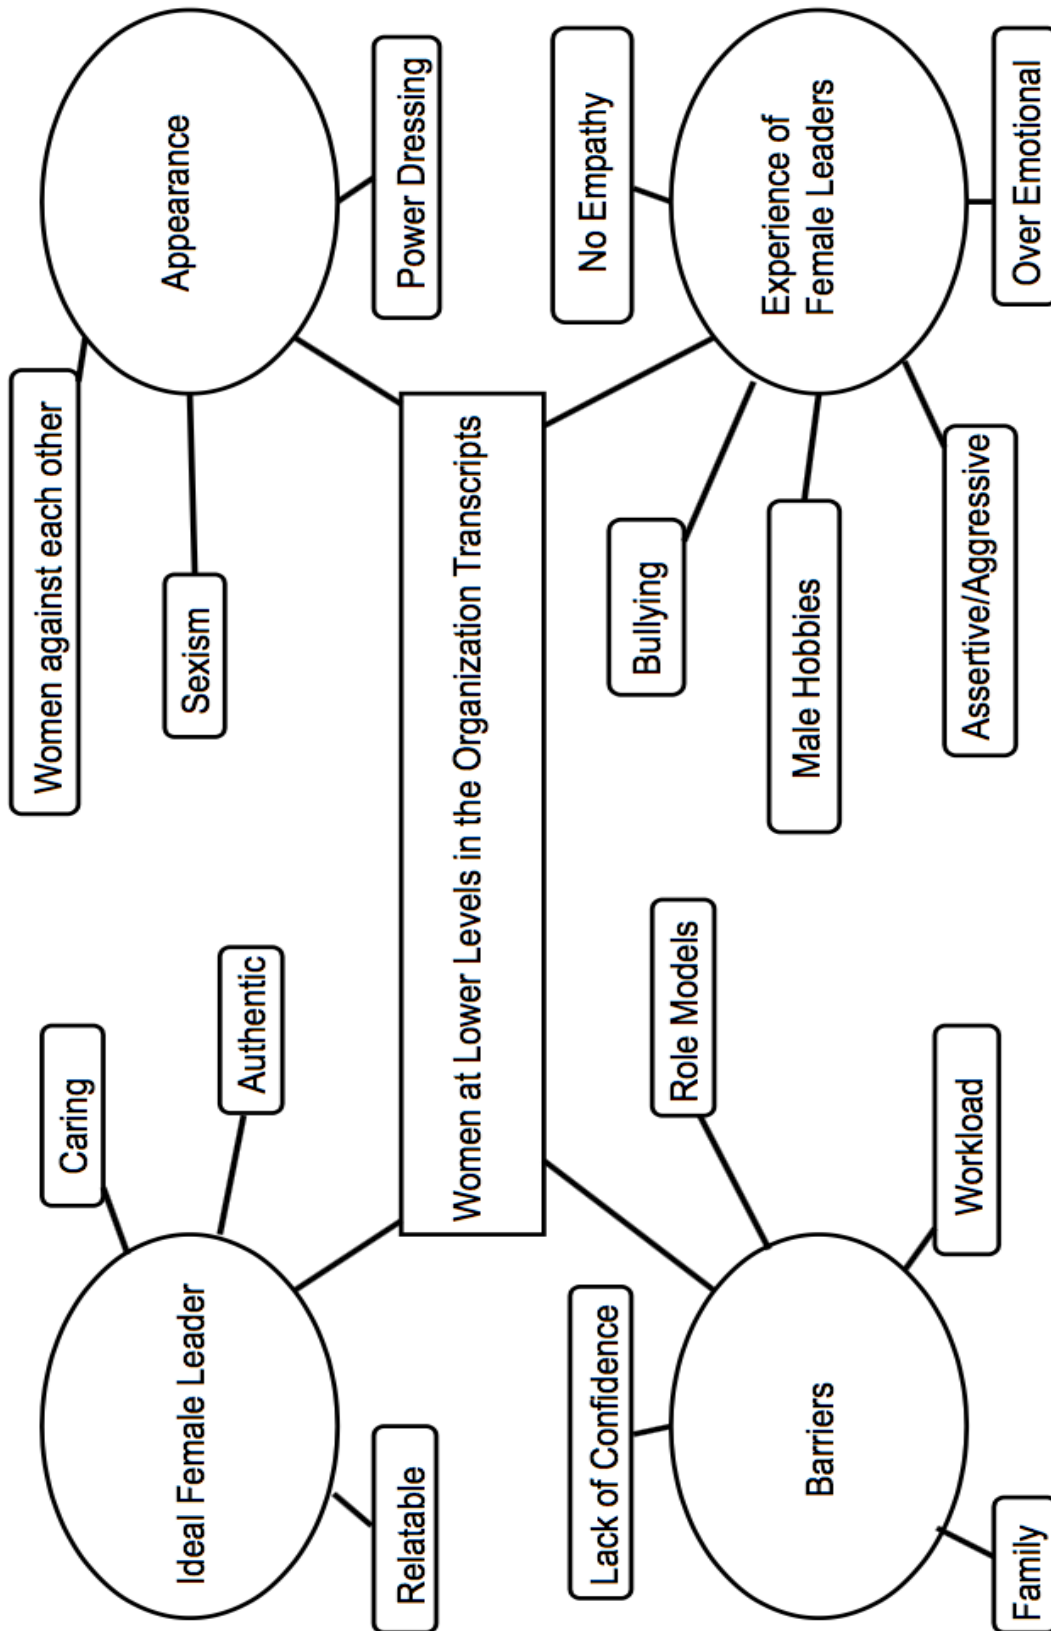 Caring
Authentic
Ideal Female Leader
Relatable
Women against each other
Sexism
Appearance
Power Dressing
Women at Lower Levels in the Organization Transcripts
Lack of Confidence
Role Models
Barriers
Workload
Family
No Empathy
Bullying
Experience of
Female Leaders
Male Hobbies
Assertive/Aggressive
Over Emotional